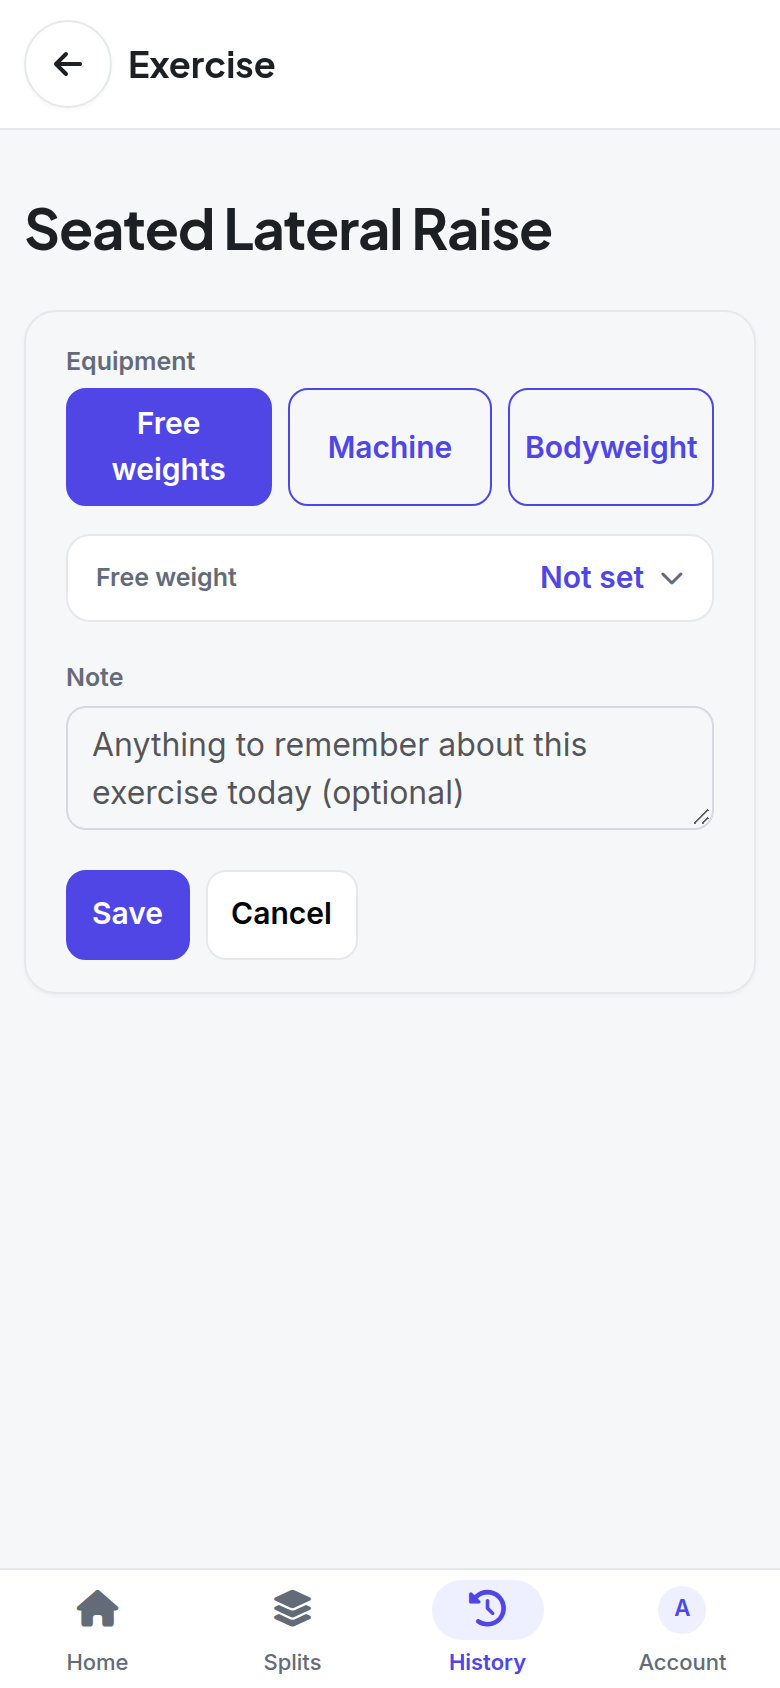 Exercise
Seated Lateral Raise
Equipment
Free
weights
Machine
Bodyweight
Free weight
Not set
Note
Anything to remember about this
exercise today (optional)
Save
Cancel
Home
Splits
History
A
Account